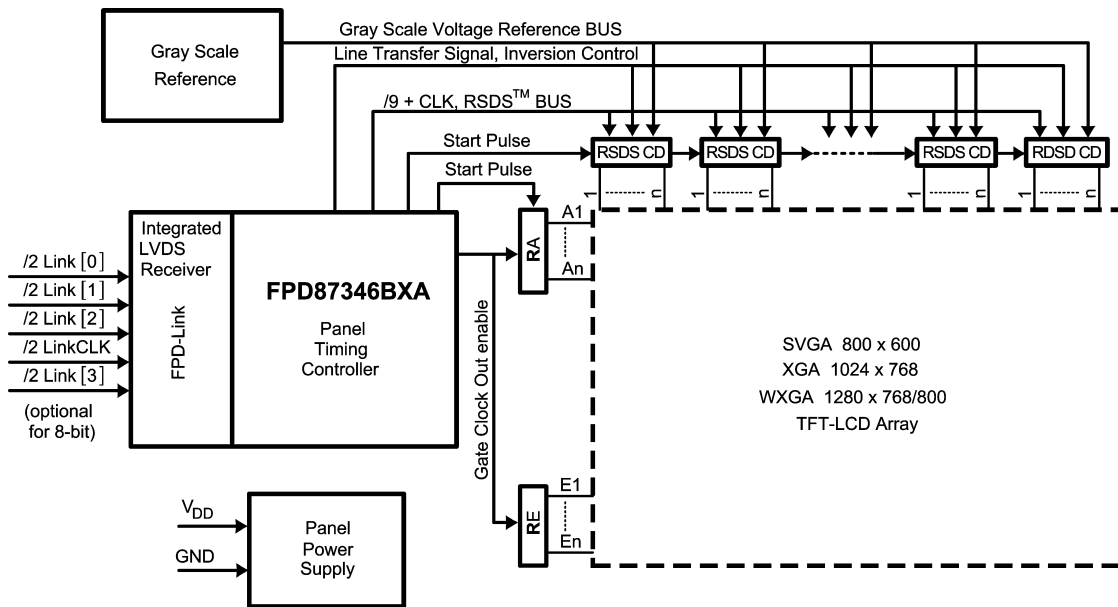 Gray Scale
Reference
Gray Scale Voltage Reference BUS
Line Transfer Signal, Inversion Control
/9 + CLK, RSDS™ BUS
Start Pulse
Start Pulse
RSDS CD
RSDS CD
RSDS CD
RDSD CD
1 n
1 n
1 n
1 n
Integrated
LVDS
Receiver
FPD-Link
FPD87346BXA
Panel
Timing
Controller
/2 Link [0]
/2 Link [1]
/2 Link [2]
/2 LinkCLK
/2 Link [3]
(optional
for 8-bit)
RA
A1
An
Gate Clock Out enable
RE
E1
En
SVGA 800 x 600
XGA 1024 x 768
WXGA 1280 x 768/800
TFT-LCD Array
VDD
GND
Panel
Power
Supply